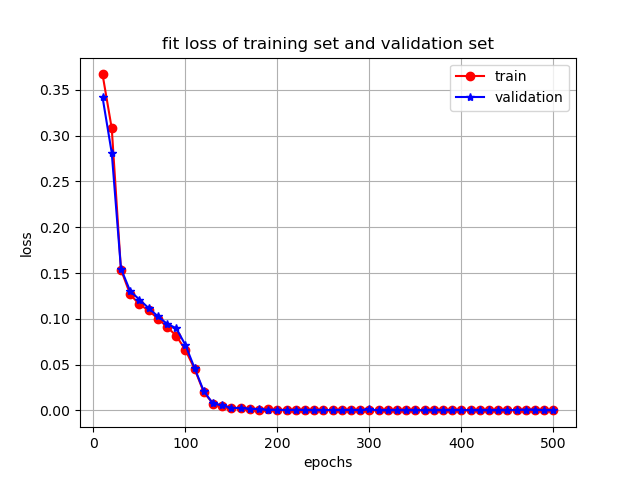 fit loss of training set and validation set
train
validation
0.35
0.30
0.25
0.20
0.15
0.10
0.05
0.00
loss
0
100
200
300
400
500
epochs